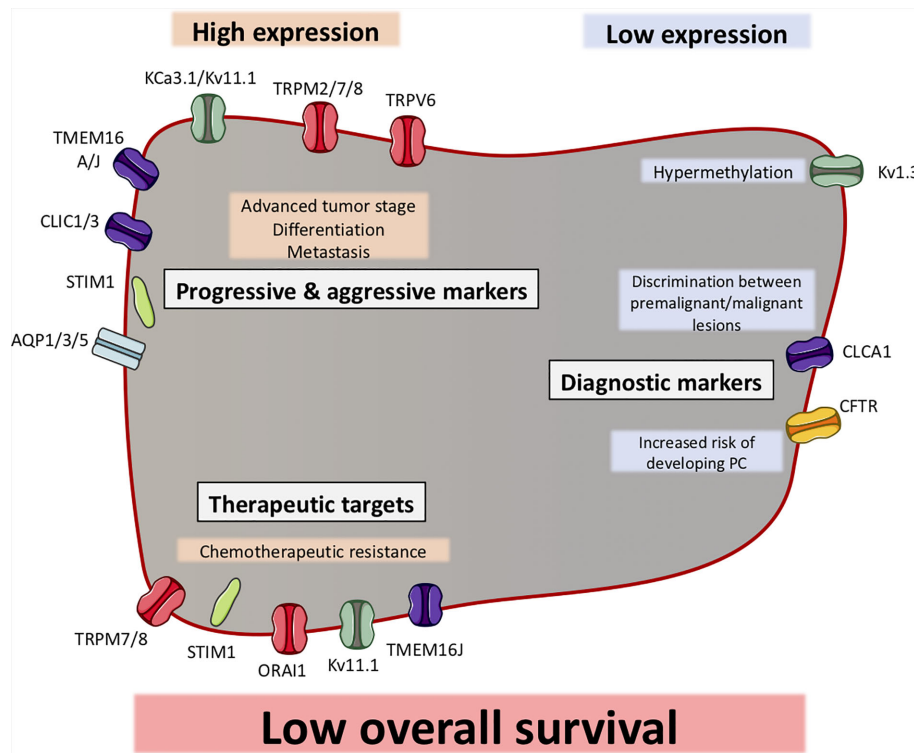 High expression
Low expression
KCa3.1/Kv11.1
TRPM2/7/8
TRPV6
TMEM16
A/J
Hypermethylation
Kv1.3
CLIC1/3
Advanced tumor stage
Differentiation
Metastasis
STIM1
Progressive & aggressive markers
Discrimination between
premalignant/malignant
lesions
AQP1/3/5
CLCA1
Diagnostic markers
CFTR
Increased risk of
developing PC
Therapeutic targets
Chemotherapeutic resistance
TRPM7/8
STIM1
ORAI1
Kv11.1
TMEM16J
Low overall survival